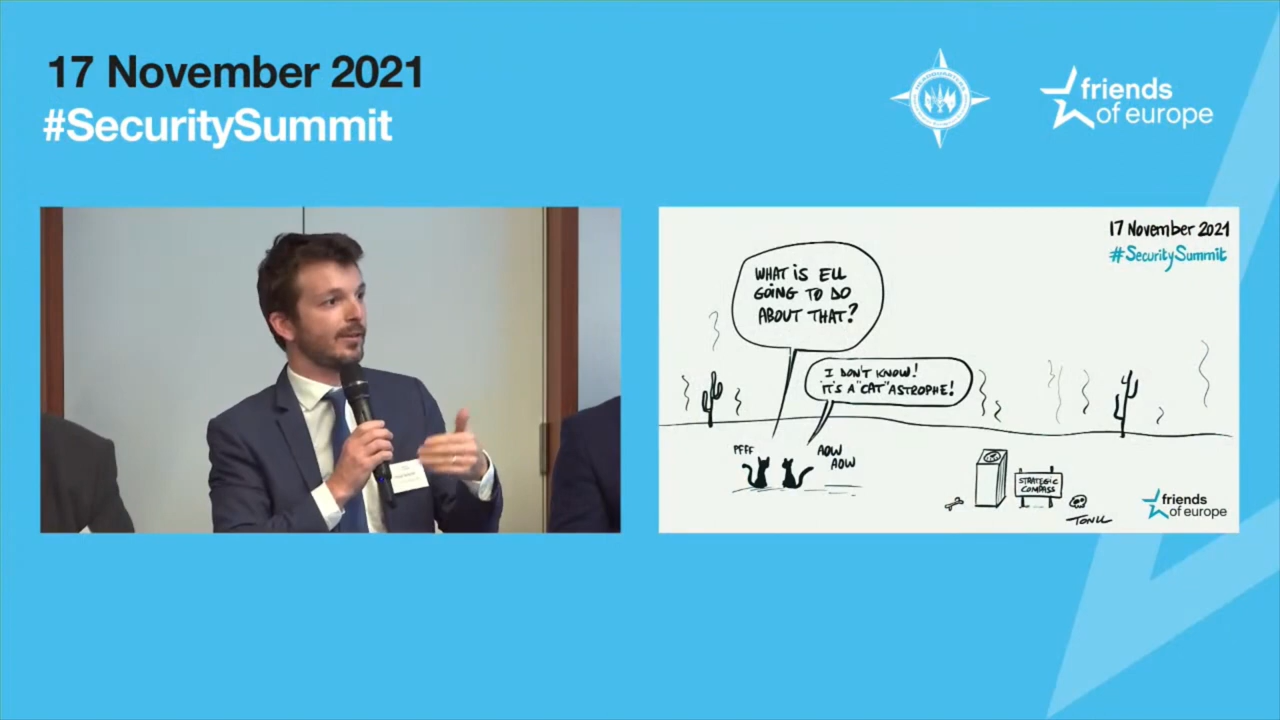 17 November 2021
#SecuritySummit
friends
of europe
17 November 2021
#SecuritySummit
WHAT iS EU
GOING TO DO
ABOUT THAT?
I DON'T KNOW!
IT'S A "CAT"ASTROPHE!
PFFF
AOW
AOW
STRATEGIC
COMPASS
friends
of europe